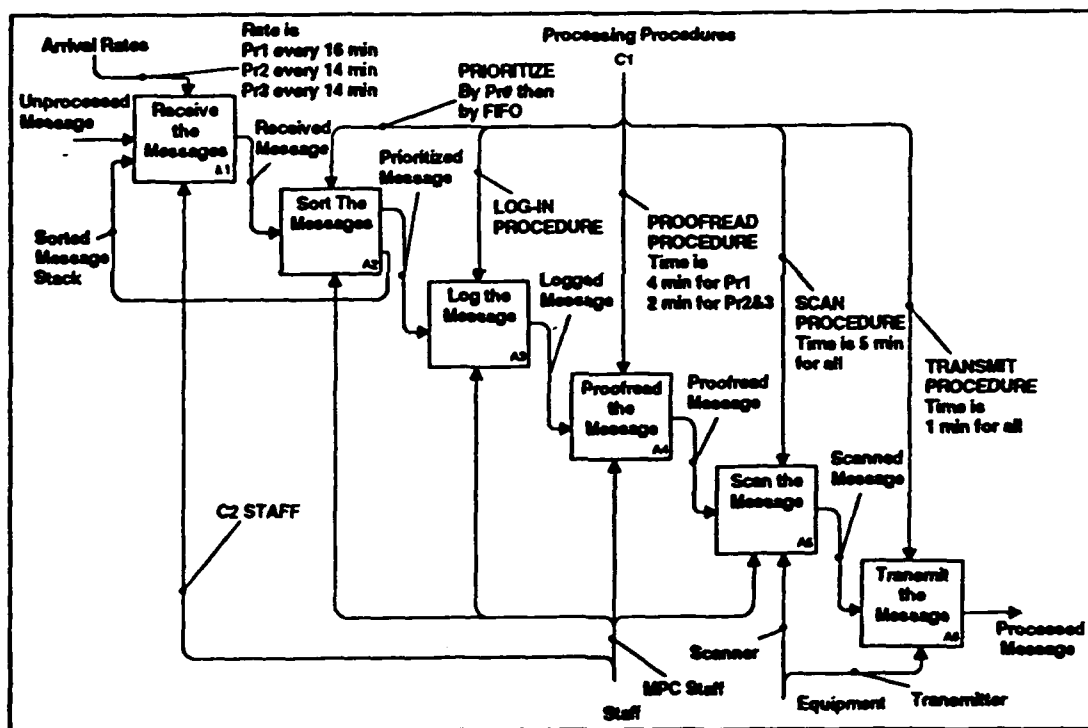 Arrival Rates
Rate is
Pr1 every 16 min
Pr2 every 14 min
Pr3 every 14 min
Processing Procedures
C1
PRIORITIZE
By Pr# then
by FIFO
Unprocessed
Message
Receive
the
Messages
A1
Received
Message
Prioritized
Message
Sort The
Messages
A2
LOG-IN
PROCEDURE
PROOFREAD
PROCEDURE
Time is
4 min for Pr1
2 min for Pr2&3
Sorted
Message
Stack
Log the
Message
A3
Logged
Message
SCAN
PROCEDURE
Time is 5 min
for all
TRANSMIT
PROCEDURE
Time is
1 min for all
Proofread
the
Message
A4
Proofread
Message
Scan the
Message
A5
Scanned
Message
C2 STAFF
Transmit
the
Message
A6
Processed
Message
Scanner
MPC Staff
Staff
Equipment
Transmitter